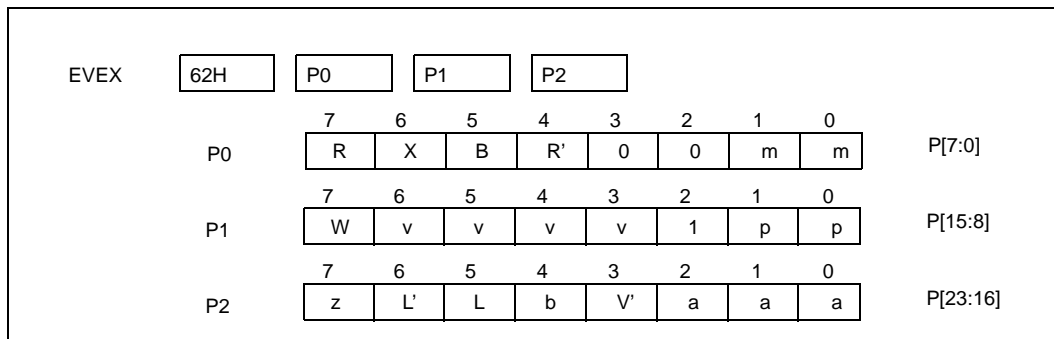 EVEX 62H P0 P1 P2
7 6 5 4 3 2 1 0
P0 R X B R’ 0 0 m m P[7:0]
7 6 5 4 3 2 1 0
P1 W v v v v 1 p p P[15:8]
7 6 5 4 3 2 1 0
P2 z L’ L b V’ a a a P[23:16]